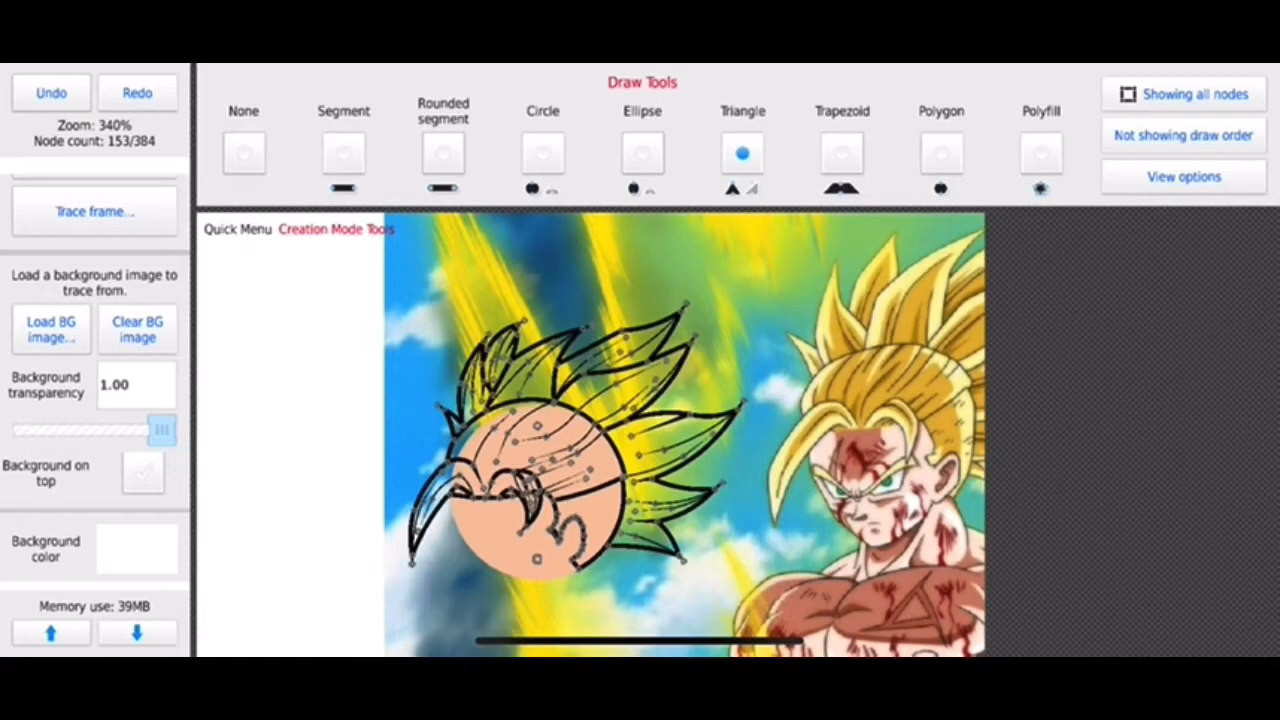 Undo
Redo
Zoom: 340%
Node count: 153/384
Trace frame...
Load a background image to
trace from.
Load BG
image...
Clear BG
image
Background
transparency
1.00
Background on
top
Background
color
Memory use: 39MB
Draw Tools
None
Segment
Rounded
segment
Circle
Ellipse
Triangle
Trapezoid
Polygon
Polyfill
Showing all nodes
Not showing draw order
View options
Quick Menu
Creation Mode Tools